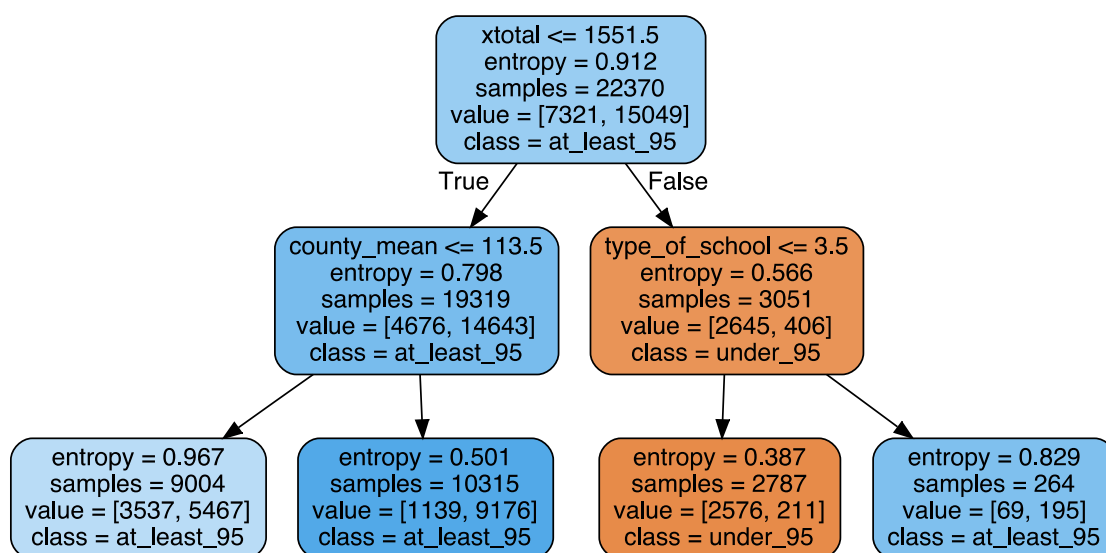 xtotal <= 1551.5
entropy = 0.912
samples = 22370
value = [7321, 15049]
class = at_least_95
True
False
county_mean <= 113.5
entropy = 0.798
samples = 19319
value = [4676, 14643]
class = at_least_95
type_of_school <= 3.5
entropy = 0.566
samples = 3051
value = [2645, 406]
class = under_95
entropy = 0.967
samples = 9004
value = [3537, 5467]
class = at_least_95
entropy = 0.501
samples = 10315
value = [1139, 9176]
class = at_least_95
entropy = 0.387
samples = 2787
value = [2576, 211]
class = under_95
entropy = 0.829
samples = 264
value = [69, 195]
class = at_least_95